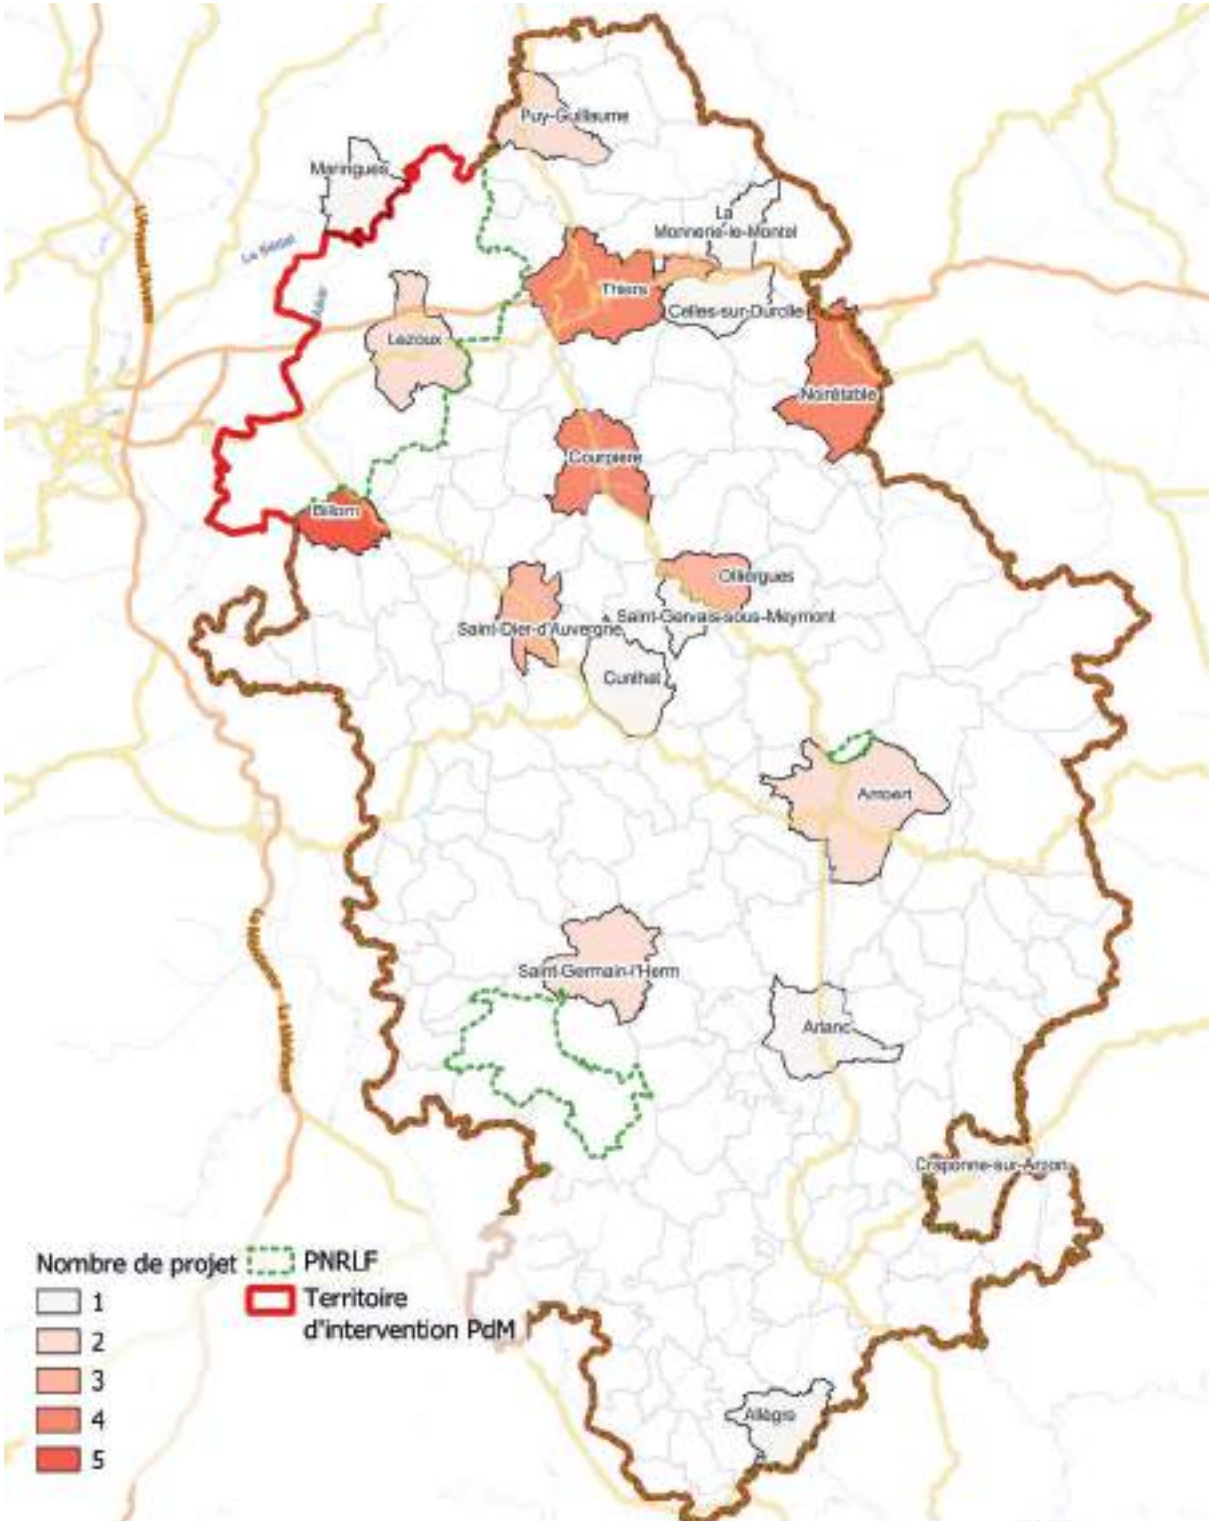 Puy-Guillaume
Maringues
La
Monnerie-le-Montel
Thiers
Celles-sur-Durolle
Lezoux
Noirétable
Courpière
Billom
Olliergues
Saint-Gervais-sous-Meymont
Saint-Dier-d'Auvergne
Cunlhat
Ambert
Saint-Germain-l'Herm
Arlanc
Craponne-sur-Arzon
Allègre
Nombre de projet
1
2
3
4
5
PNRLF
Territoire
d'intervention PdM
La Méridienne